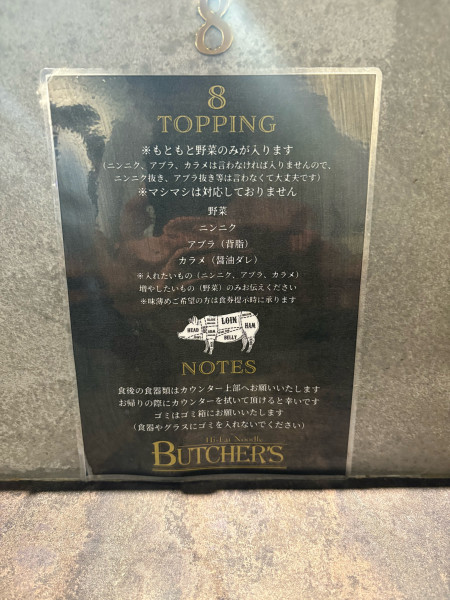 8
8
TOPPING
※もともと野菜のみが入ります
（ニンニク、アブラ、カラメは言わなければ入りませんので、
ニンニク抜き、アブラ抜き等は言わなくて大丈夫です）
※マシマシは対応しておりません
野菜
ニンニク
アブラ（背脂）
カラメ（醤油ダレ）
※入れたいもの（ニンニク、アブラ、カラメ）
増やしたいもの（野菜）のみお伝えください
※味薄めご希望の方は食券提示時に承ります
HEAD
LOIN
HAM
BELLY
NOTES
食後の食器類はカウンター上部へお願いいたします
お帰りの際にカウンターを拭いて頂けると幸いです
ゴミはゴミ箱にお願いいたします
（食器やグラスにゴミを入れないでください）
BUTCHER'S